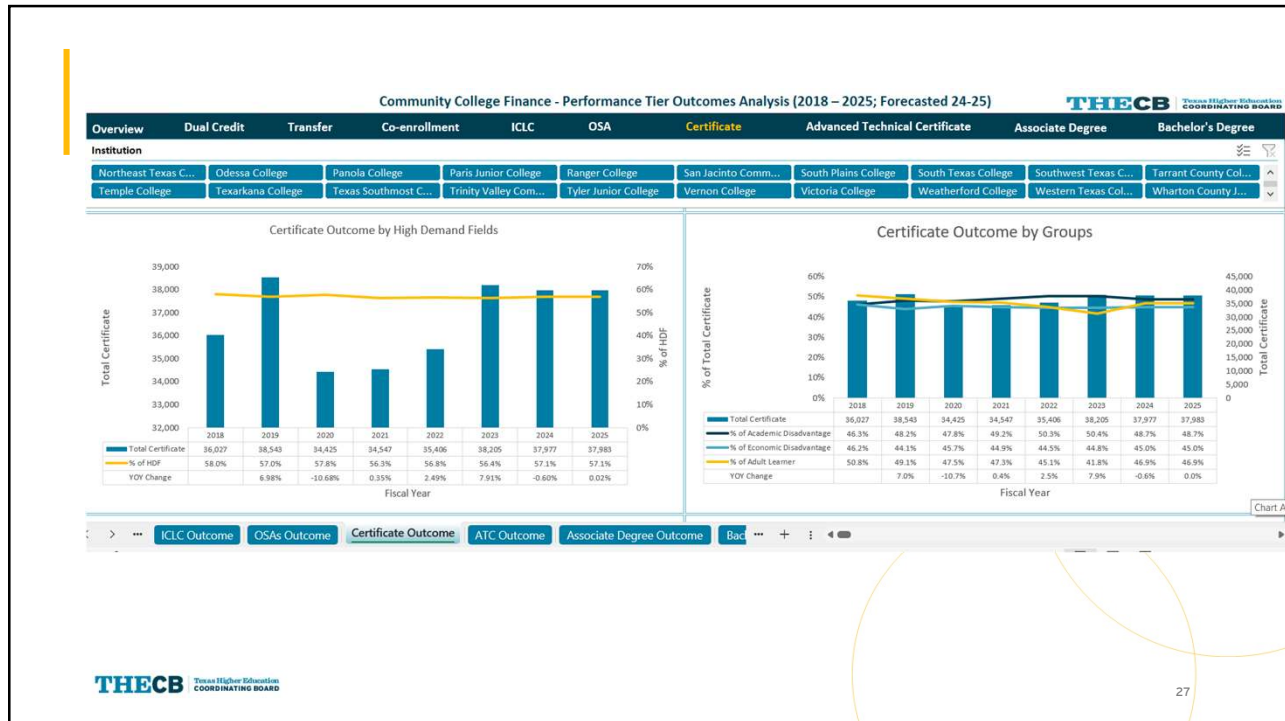 Community College Finance - Performance Tier Outcomes Analysis (2018 – 2025; Forecasted 24-25)
THECB Texas Higher Education
COORDINATING BOARD
Overview Dual Credit Transfer Co-enrollment ICLC OSA Certificate Advanced Technical Certificate Associate Degree Bachelor's Degree
Institution
Northeast Texas C... Odessa College Panola College Paris Junior College Ranger College San Jacinto Comm... South Plains College South Texas College Southwest Texas C... Tarrant County Col...
Temple College Texarkana College Texas Southmost C... Trinity Valley Com... Tyler Junior College Vernon College Victoria College Weatherford College Western Texas Col... Wharton County J...
Certificate Outcome by High Demand Fields
Total Certificate
39,000
38,000
37,000
36,000
35,000
34,000
33,000
32,000
70%
60%
50%
40%
30%
20%
10%
0%
% of HDF
2018 2019 2020 2021 2022 2023 2024 2025
Total Certificate 36,027 38,543 34,425 34,547 35,406 38,205 37,977 37,983
% of HDF 58.0% 57.0% 57.8% 56.3% 56.8% 56.4% 57.1% 57.1%
YOY Change 6.98% -10.68% 0.35% 2.49% 7.91% -0.60% 0.02%
Fiscal Year
Certificate Outcome by Groups
% of Total Certificate
60%
50%
40%
30%
20%
10%
0%
45,000
40,000
35,000
30,000
25,000
20,000
15,000
10,000
5,000
0
Total Certificate
2018 2019 2020 2021 2022 2023 2024 2025
Total Certificate 36,027 38,543 34,425 34,547 35,406 38,205 37,977 37,983
% of Academic Disadvantage 46.3% 48.2% 47.8% 49.2% 50.3% 50.4% 48.7% 48.7%
% of Economic Disadvantage 46.2% 44.1% 45.7% 44.9% 44.5% 44.8% 45.0% 45.0%
% of Adult Learner 50.8% 49.1% 47.5% 47.3% 45.1% 41.8% 46.9% 46.9%
YOY Change 7.0% -10.7% 0.4% 2.5% 7.9% -0.6% 0.0%
Fiscal Year
Chart A
ICLC Outcome OSAs Outcome Certificate Outcome ATC Outcome Associate Degree Outcome Bacl
THECB Texas Higher Education
COORDINATING BOARD
27